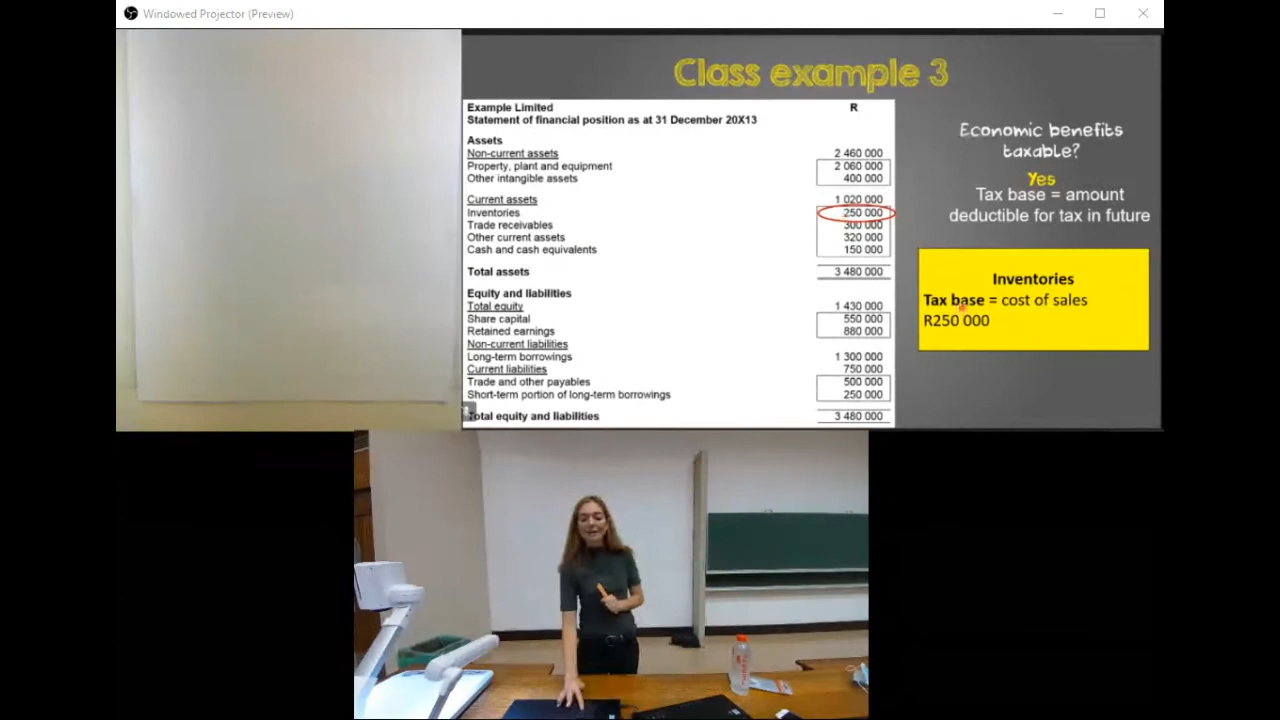 Windowed Projector (Preview)
Class example 3
Example Limited R
Statement of financial position as at 31 December 20X13
Assets
Non-current assets 2 460 000
Property, plant and equipment 2 060 000
Other intangible assets 400 000
Current assets 1 020 000
Inventories 250 000
Trade receivables 300 000
Other current assets 320 000
Cash and cash equivalents 150 000
Total assets 3 480 000
Equity and liabilities
Total equity 1 430 000
Share capital 550 000
Retained earnings 880 000
Non-current liabilities
Long-term borrowings 1 300 000
Current liabilities 750 000
Trade and other payables 500 000
Short-term portion of long-term borrowings 250 000
Total equity and liabilities 3 480 000
Economic benefits
taxable?
Yes
Tax base = amount
deductible for tax in future
Inventories
Tax base = cost of sales
R250 000